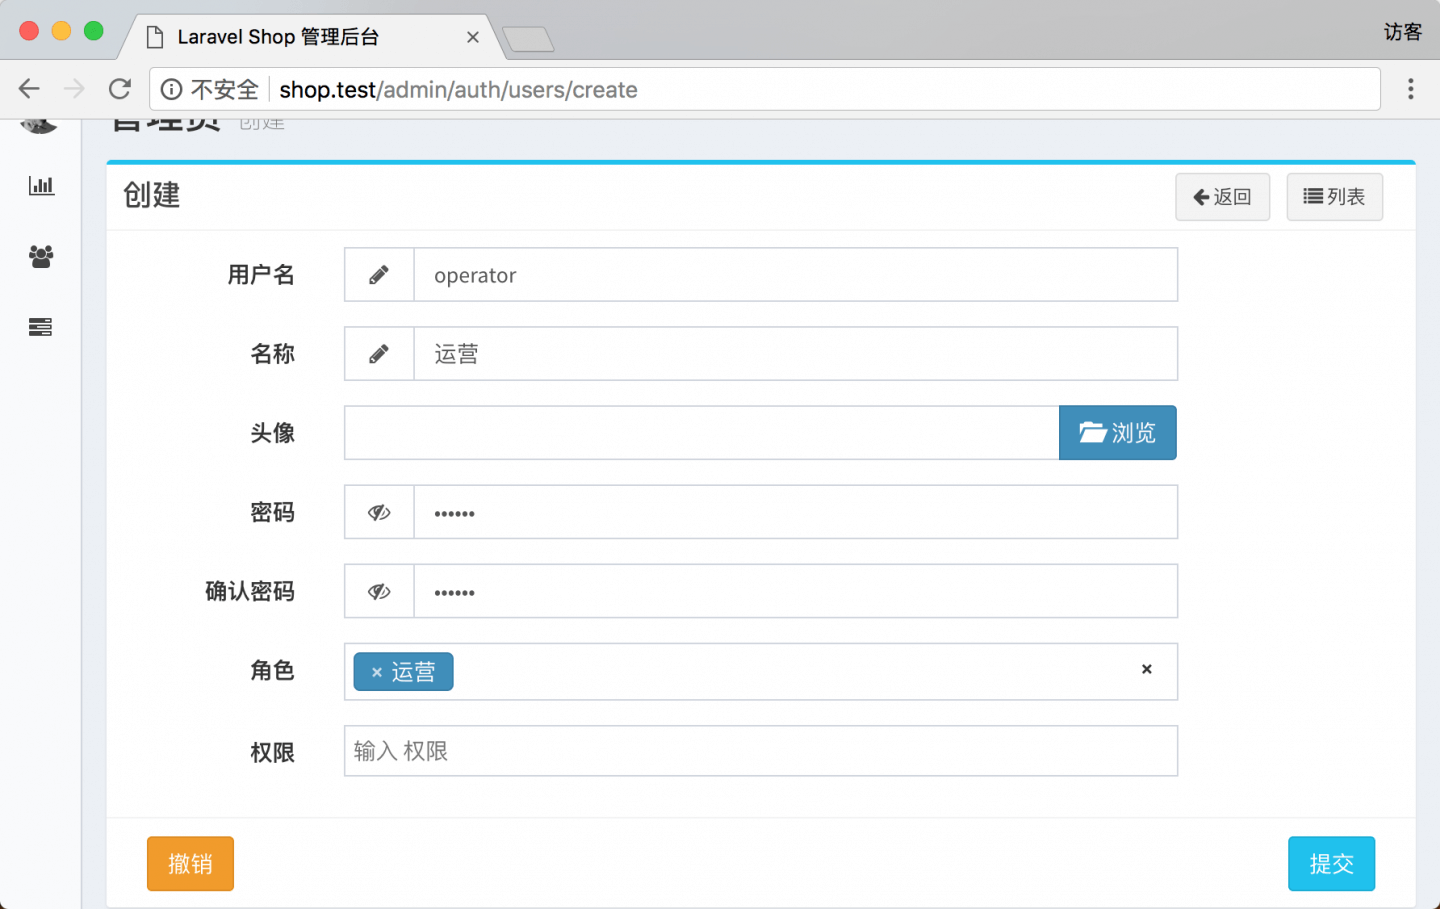 Laravel Shop 管理后台
访客
不安全 shop.test/admin/auth/users/create
管理员 创建
创建
返回
列表
用户名 operator
名称 运营
头像 浏览
密码 ••••••
确认密码 ••••••
角色 × 运营 ×
权限 输入 权限
撤销
提交